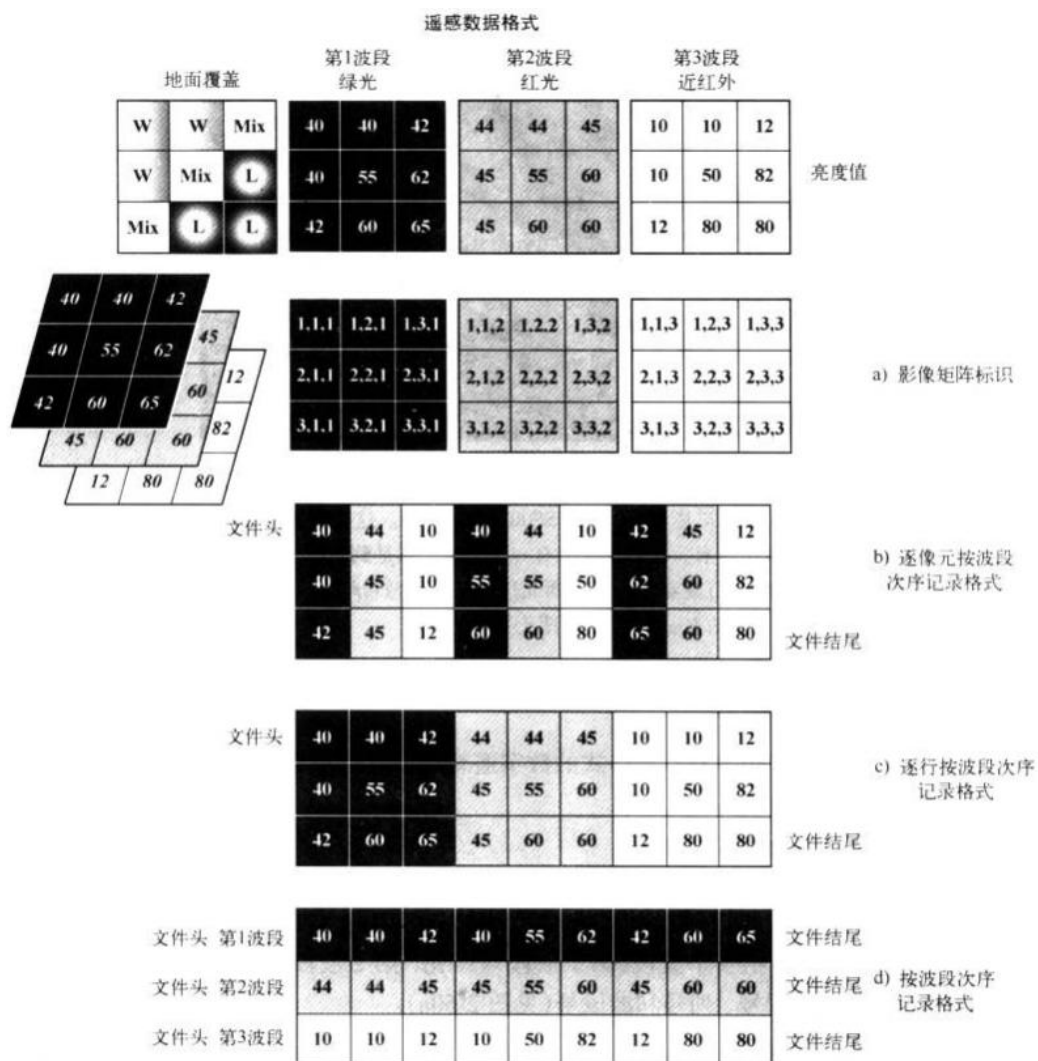 遥感数据格式
第1波段 第2波段 第3波段
地面覆盖 绿光 红光 近红外
W W Mix 40 40 42 44 44 45 10 10 12
W Mix L 40 55 62 45 55 60 10 50 82 亮度值
Mix L L 42 60 65 45 60 60 12 80 80
40 40 42
40 55 62
42 60 65
45
60
45 60 60
12
82
12 80 80
1,1,1 1,2,1 1,3,1 1,1,2 1.2.2 1,3,2 1,1,3 1,2,3 1,3,3
2,1,1 2,2,1 2,3,1 2,1,2 2,2,2 2,3,2 2,1,3 2,2,3 2,3,3 a) 影像矩阵标识
3,1,1 3,2,1 3,3,1 3,1,2 3,2,2 3,3,2 3,1,3 3,2,3 3,3,3
文件头 40 44 10 40 44 10 42 45 12
40 45 10 55 55 50 62 60 82 b) 逐像元按波段
次序记录格式
42 45 12 60 60 80 65 60 80 文件结尾
文件头 40 40 42 44 44 45 10 10 12
40 55 62 45 55 60 10 50 82 c) 逐行按波段次序
记录格式
42 60 65 45 60 60 12 80 80 文件结尾
文件头 第1波段 40 40 42 40 55 62 42 60 65 文件结尾
文件头 第2波段 44 44 45 45 55 60 45 60 60 文件结尾 d) 按波段次序
记录格式
文件头 第3波段 10 10 12 10 50 82 12 80 80 文件结尾